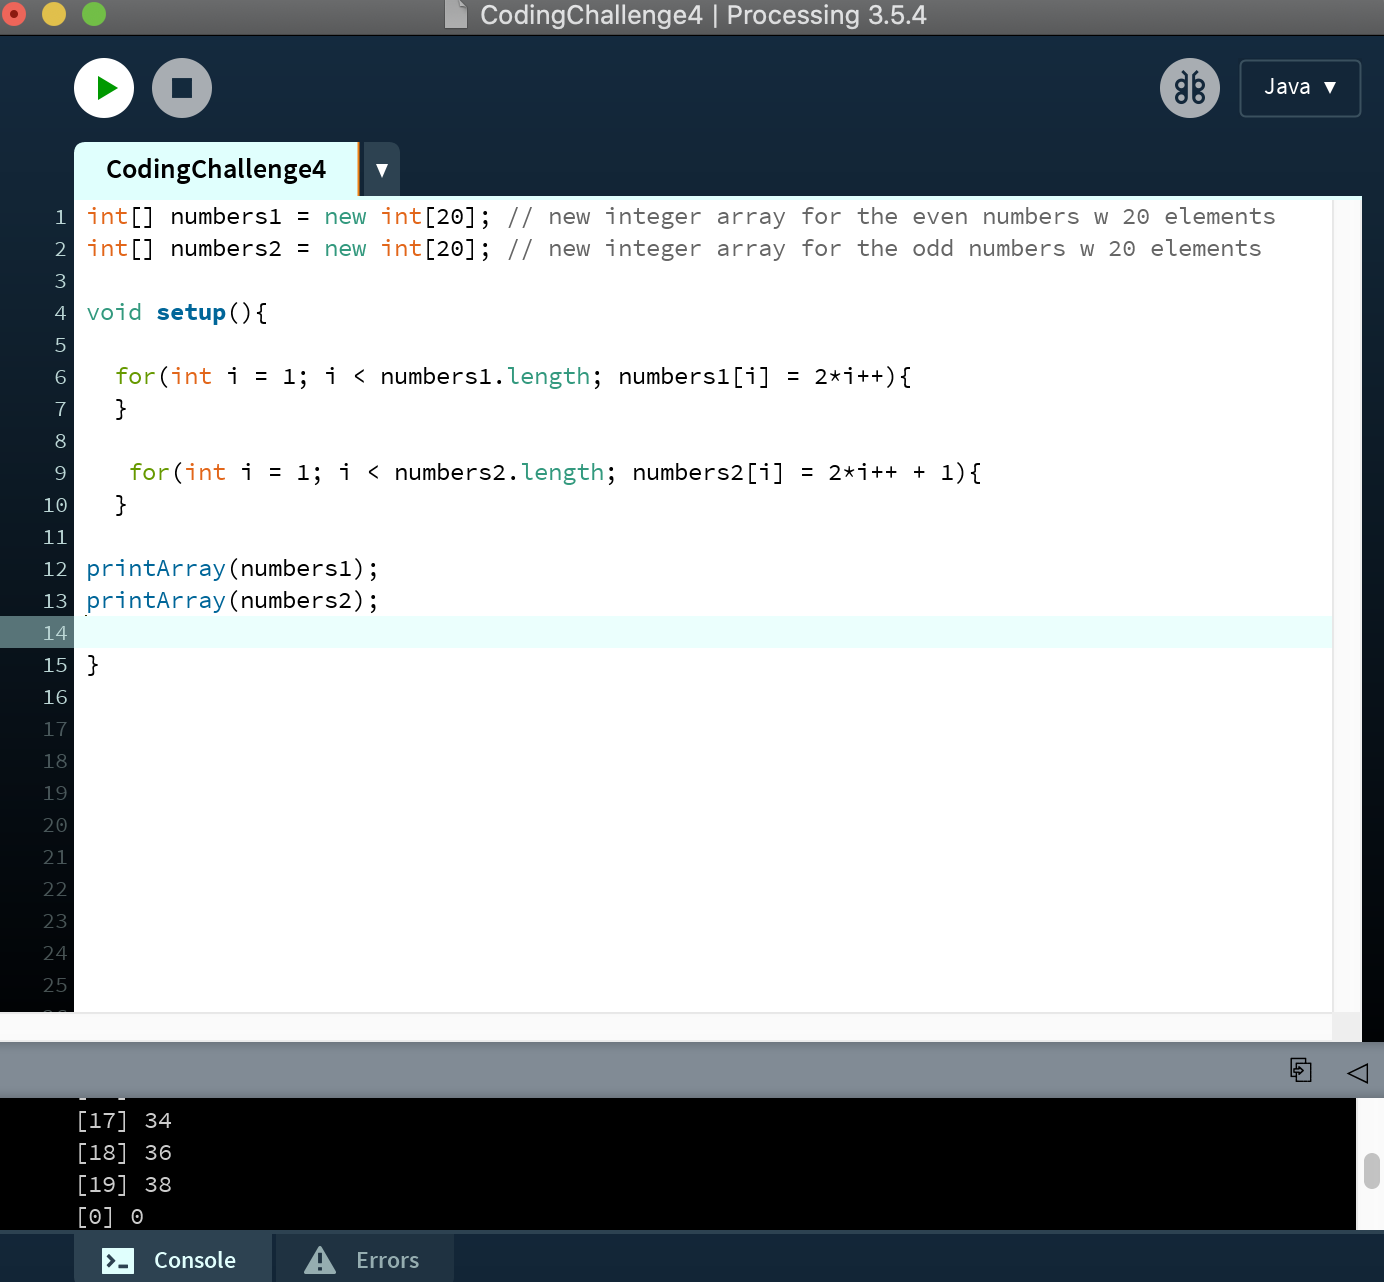 CodingChallenge4 | Processing 3.5.4
Java ▼
CodingChallenge4 ▼
1 int[] numbers1 = new int[20]; // new integer array for the even numbers w 20 elements
2 int[] numbers2 = new int[20]; // new integer array for the odd numbers w 20 elements
3
4 void setup(){
5
6   for(int i = 1; i < numbers1.length; numbers1[i] = 2*i++){
7   }
8
9    for(int i = 1; i < numbers2.length; numbers2[i] = 2*i++ + 1){
10   }
11
12 printArray(numbers1);
13 printArray(numbers2);
14
15 }
16
17
18
19
20
21
22
23
24
25
[17] 34
[18] 36
[19] 38
[0] 0
Console Errors